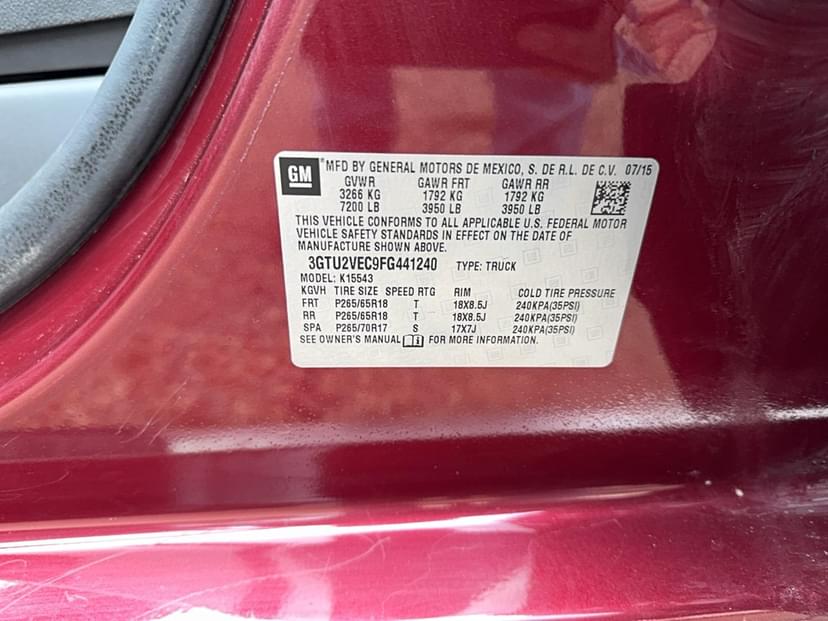 GM ® MFD BY GENERAL MOTORS DE MEXICO, S. DE R.L. DE C.V. 07/15
GVWR GAWR FRT GAWR RR
3266 KG 1792 KG 1792 KG
7200 LB 3950 LB 3950 LB
THIS VEHICLE CONFORMS TO ALL APPLICABLE U.S. FEDERAL MOTOR
VEHICLE SAFETY STANDARDS IN EFFECT ON THE DATE OF
MANUFACTURE SHOWN ABOVE.
3GTU2VEC9FG441240 TYPE: TRUCK
MODEL: K15543
KGVH TIRE SIZE SPEED RTG RIM COLD TIRE PRESSURE
FRT P265/65R18 T 18X8.5J 240KPA(35PSI)
RR P265/65R18 T 18X8.5J 240KPA(35PSI)
SPA P265/70R17 S 17X7J 240KPA(35PSI)
SEE OWNER'S MANUAL FOR MORE INFORMATION.